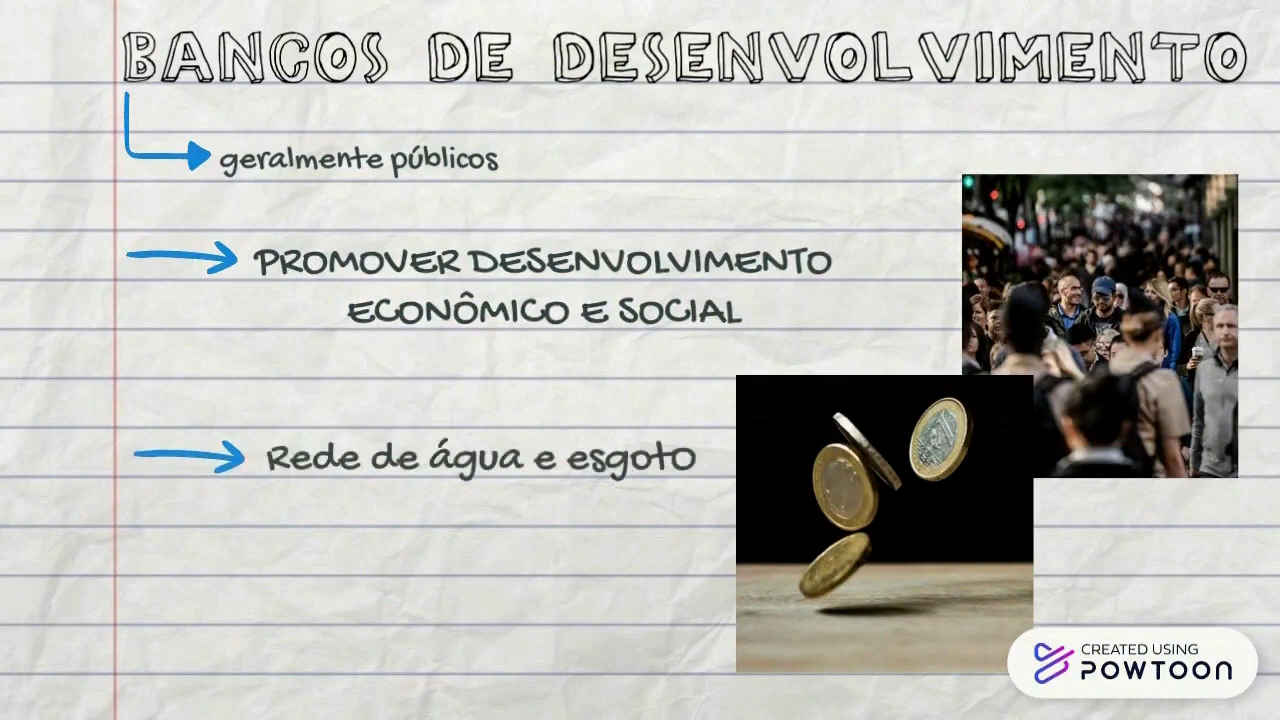 BANCOS DE DESENVOLVIMENTO
geralmente públicos
PROMOVER DESENVOLVIMENTO
ECONÔMICO E SOCIAL
Rede de água e esgoto
CREATED USING
POWTOON